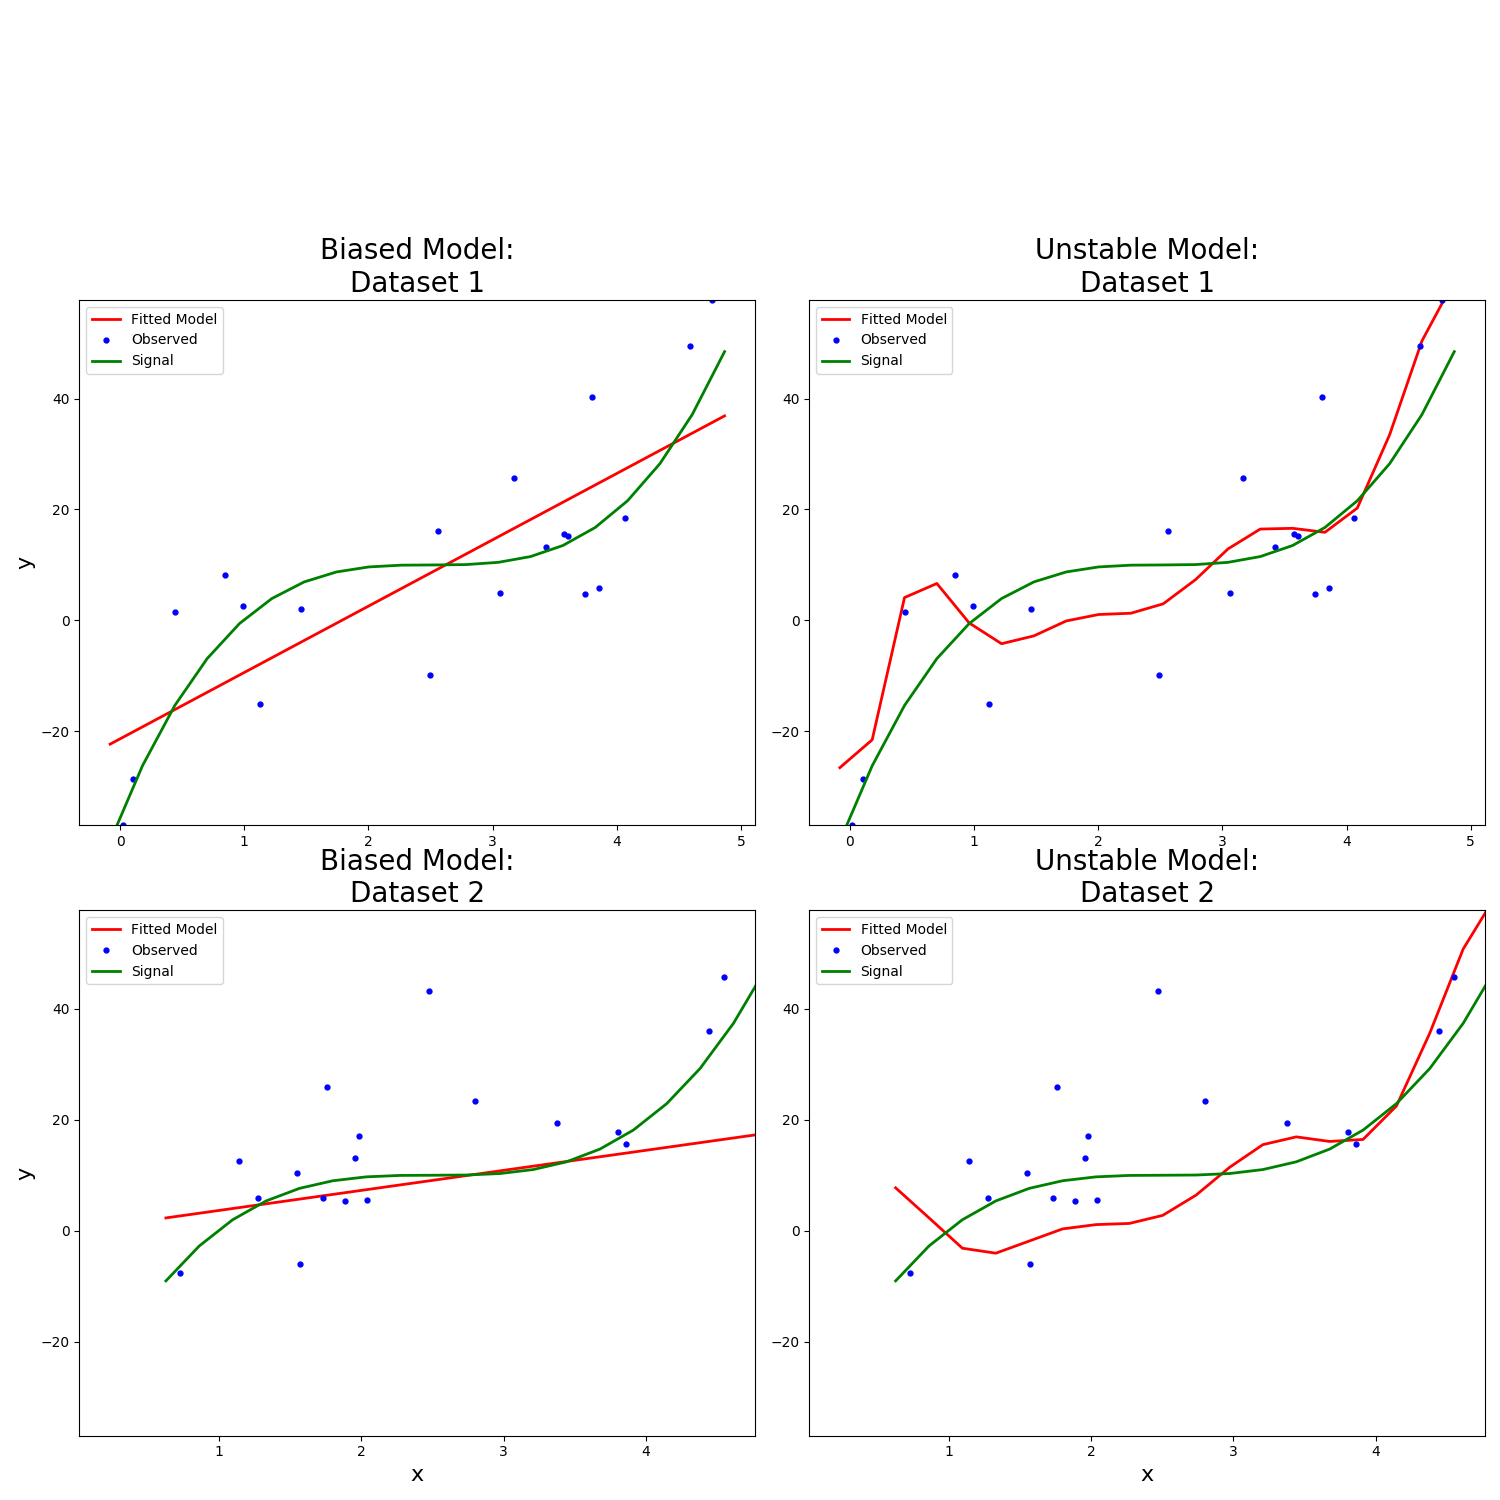 Biased Model:
Dataset 1
Unstable Model:
Dataset 1
Fitted Model
Observed
Signal
Fitted Model
Observed
Signal
y
40
20
0
−20
0 1 2 3 4 5
40
20
0
−20
0 1 2 3 4 5
Biased Model:
Dataset 2
Unstable Model:
Dataset 2
Fitted Model
Observed
Signal
Fitted Model
Observed
Signal
y
40
20
0
−20
1 2 3 4
x
40
20
0
−20
1 2 3 4
x